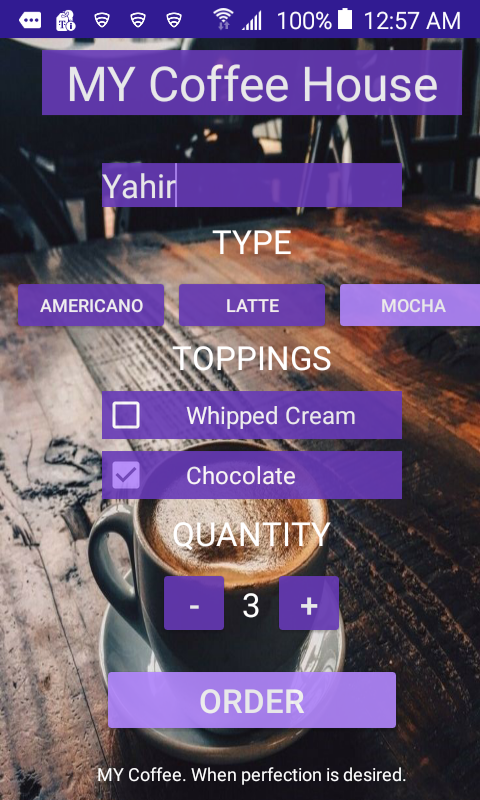 100% 12:57 AM
MY Coffee House
Yahir
TYPE
AMERICANO LATTE MOCHA
TOPPINGS
Whipped Cream
Chocolate
QUANTITY
- 3 +
ORDER
MY Coffee. When perfection is desired.